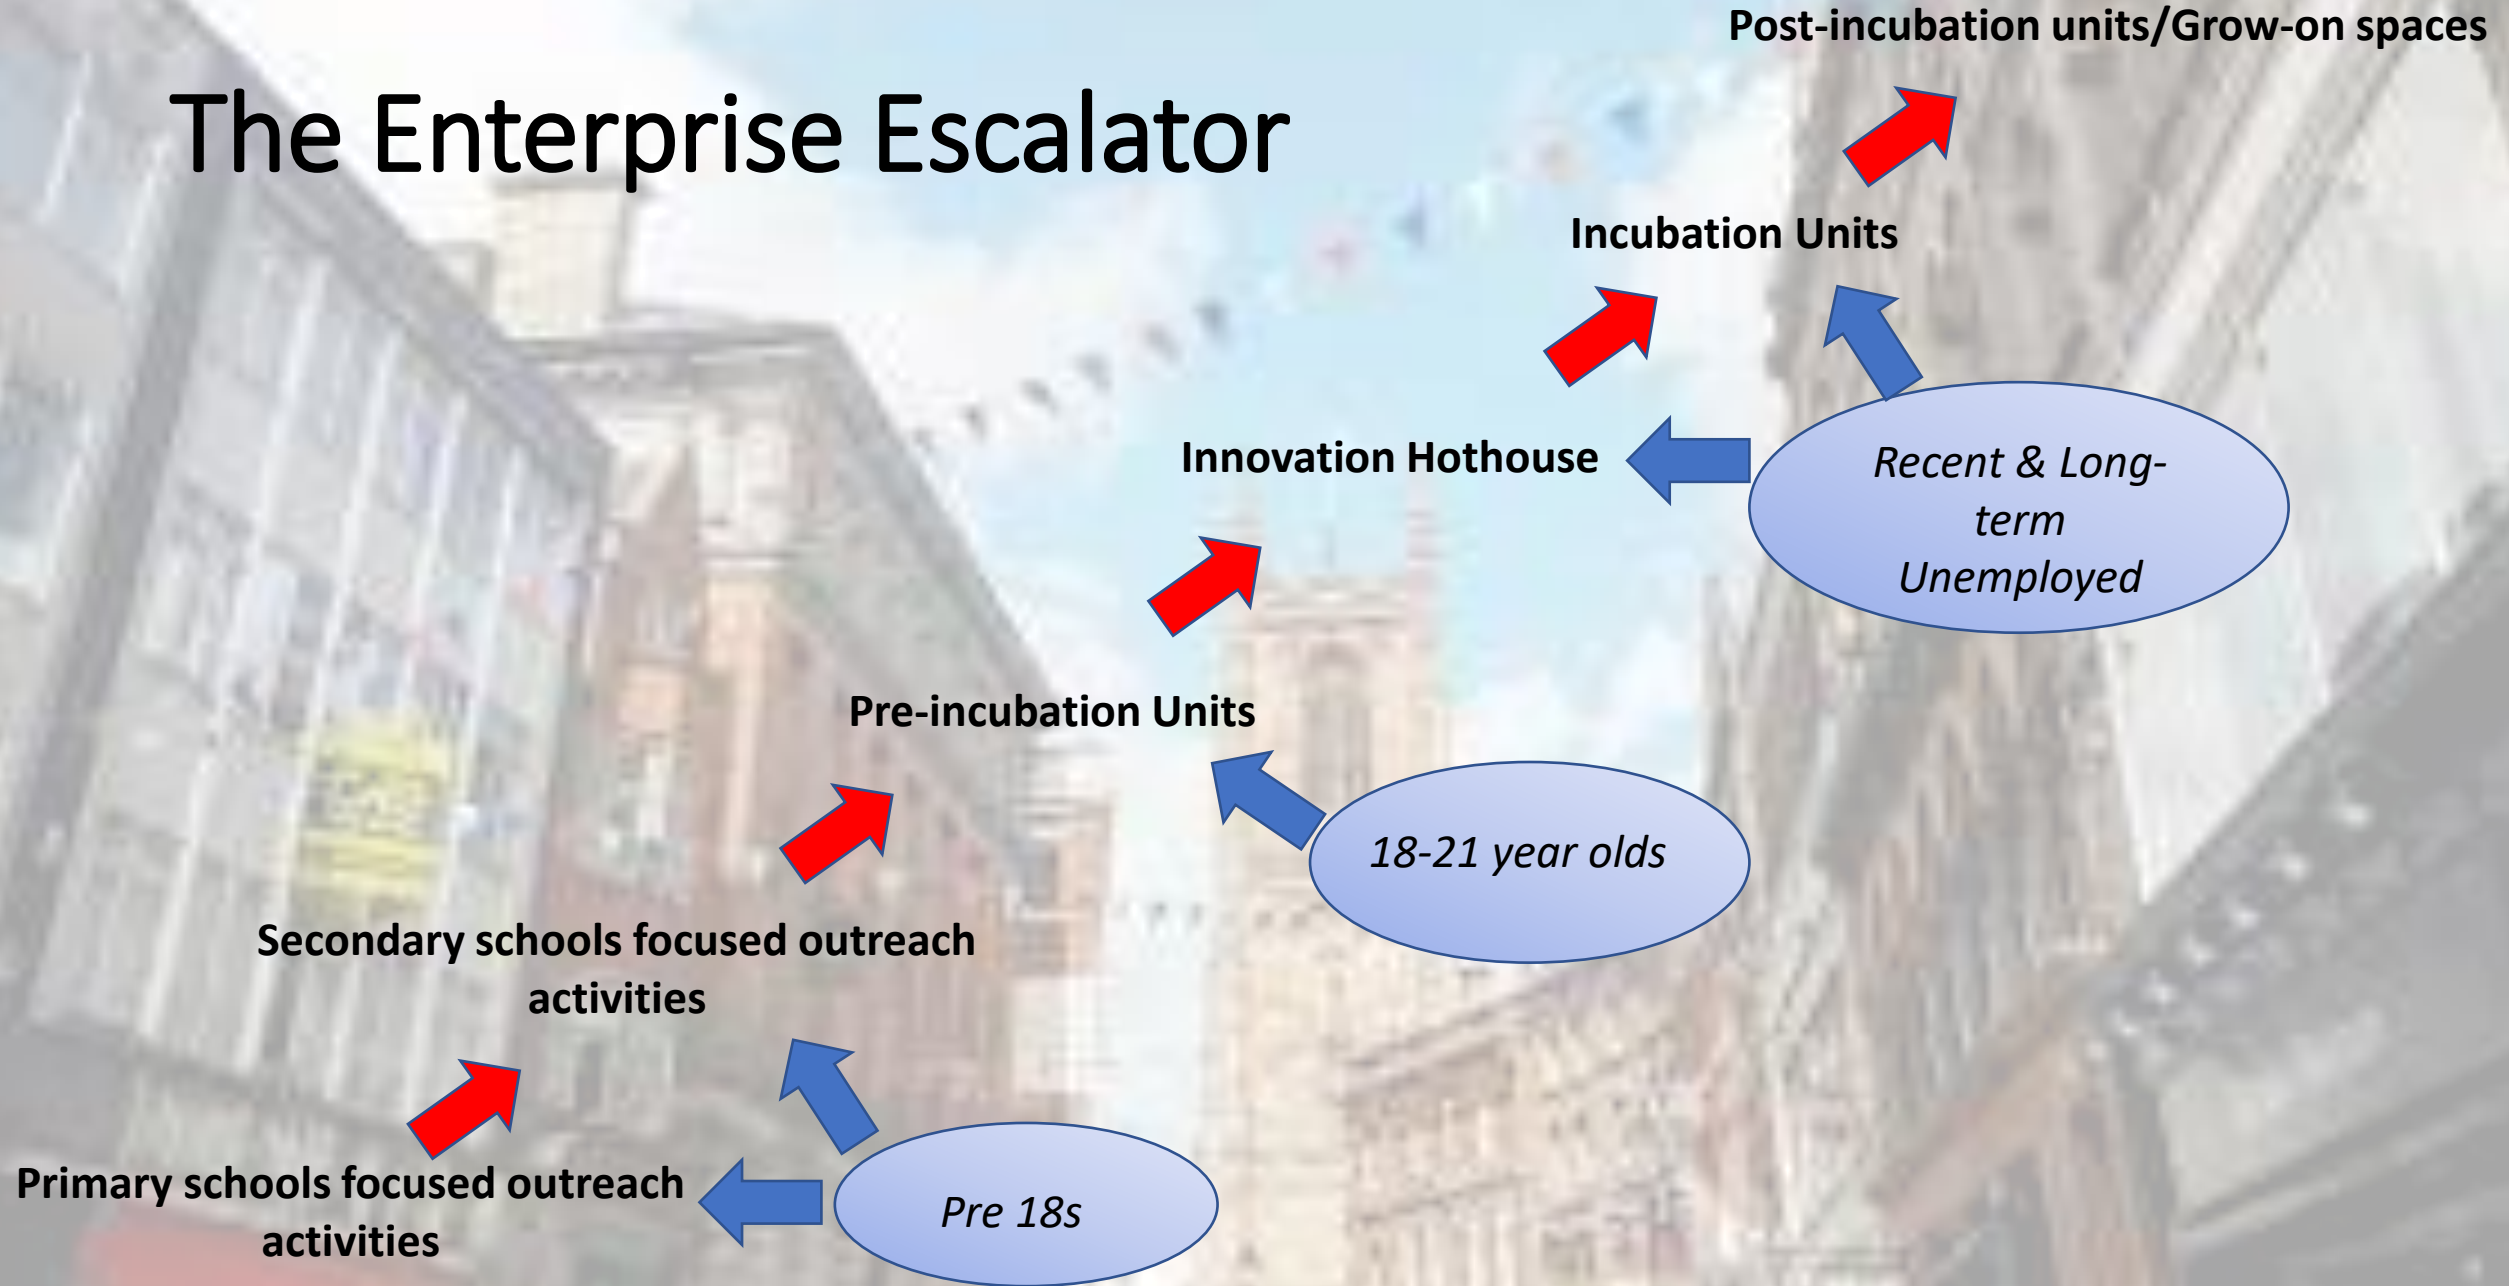 Post-incubation units/Grow-on spaces
The Enterprise Escalator
Incubation Units
Innovation Hothouse
Recent & Long-
term
Unemployed
Pre-incubation Units
18-21 year olds
Secondary schools focused outreach
activities
Primary schools focused outreach
activities
Pre 18s